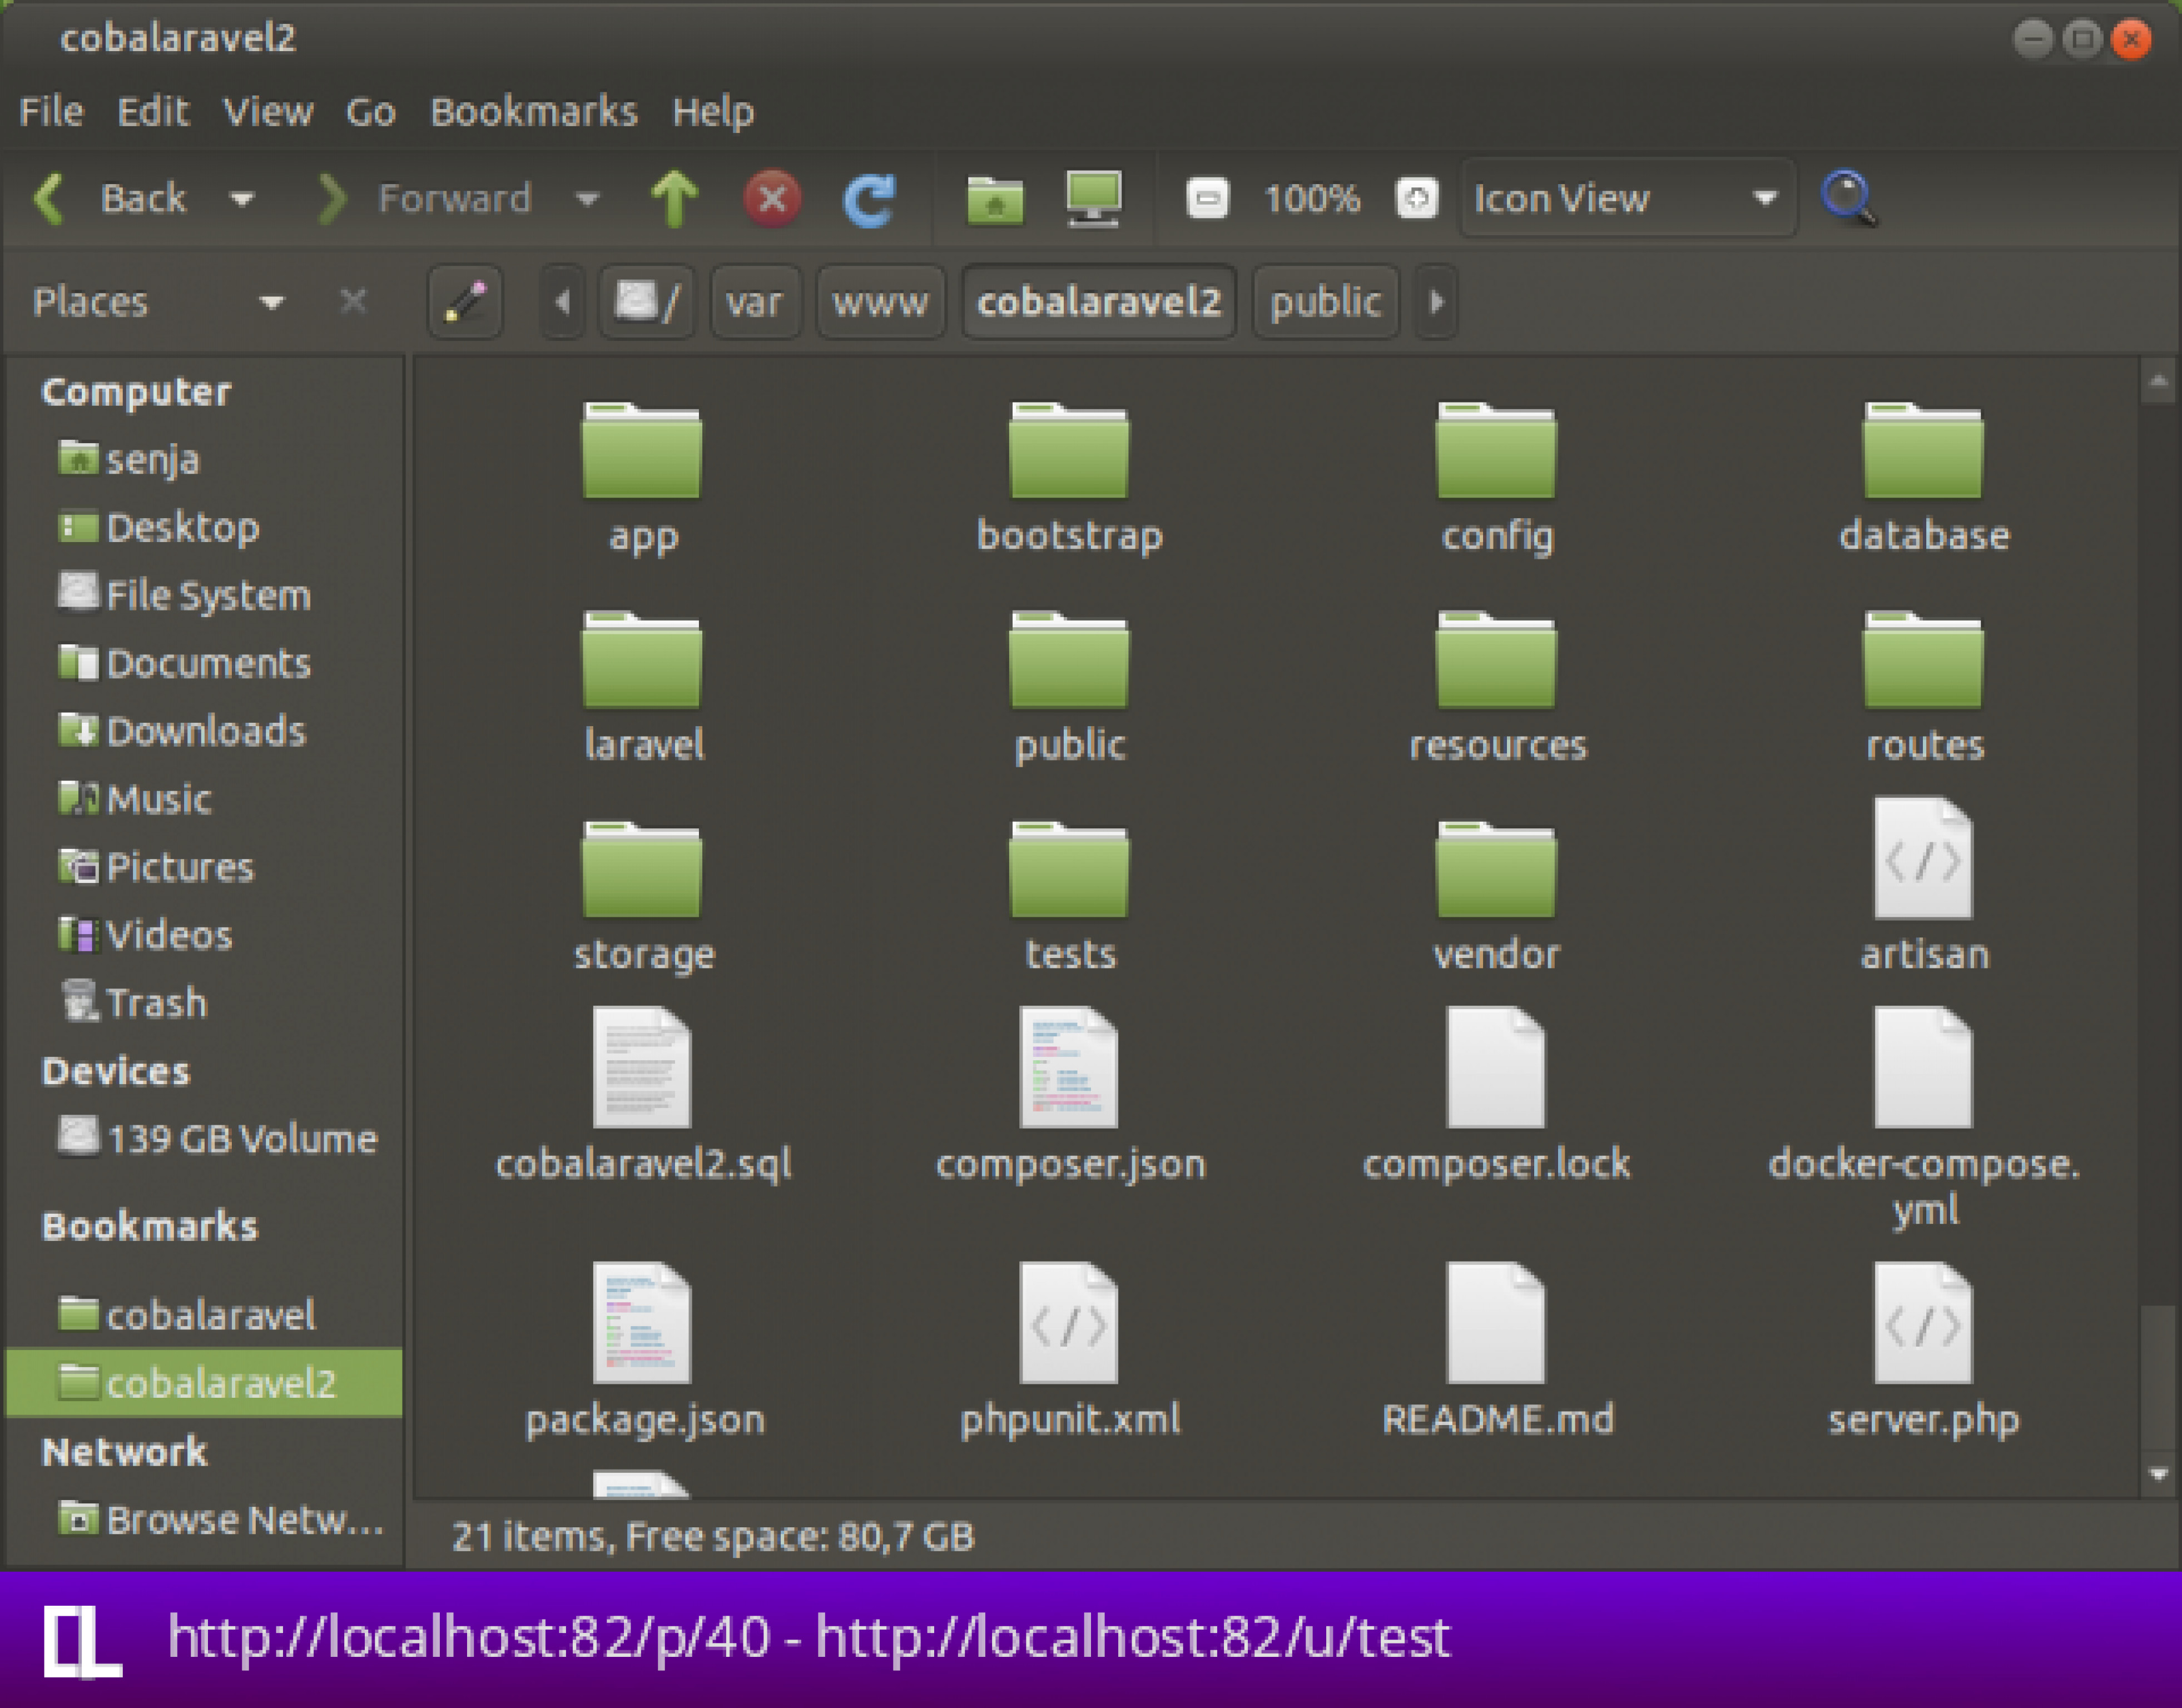 cobalaravel2
File Edit View Go Bookmarks Help
Back Forward 100% Icon View
Places / var www cobalaravel2 public
Computer
senja
Desktop
File System
Documents
Downloads
Music
Pictures
Videos
Trash
Devices
139 GB Volume
Bookmarks
cobalaravel
cobalaravel2
Network
Browse Netw...
app bootstrap config database
laravel public resources routes
storage tests vendor artisan
cobalaravel2.sql composer.json composer.lock docker-compose.
yml
package.json phpunit.xml README.md server.php
21 items, Free space: 80,7 GB
http://localhost:82/p/40 - http://localhost:82/u/test